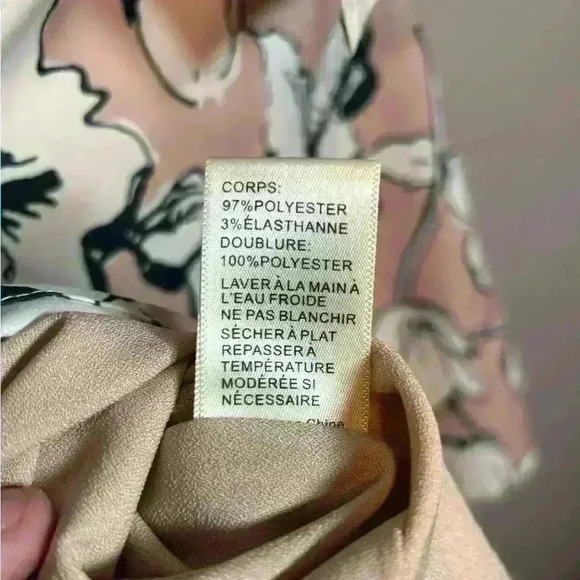 CORPS:
97%POLYESTER
3%ÉLASTHANNE
DOUBLURE:
100%POLYESTER
LAVER À LA MAIN À
L'EAU FROIDE
NE PAS BLANCHIR
SÉCHER À PLAT
REPASSER À
TEMPÉRATURE
MODÉRÉE SI
NÉCESSAIRE
Chine